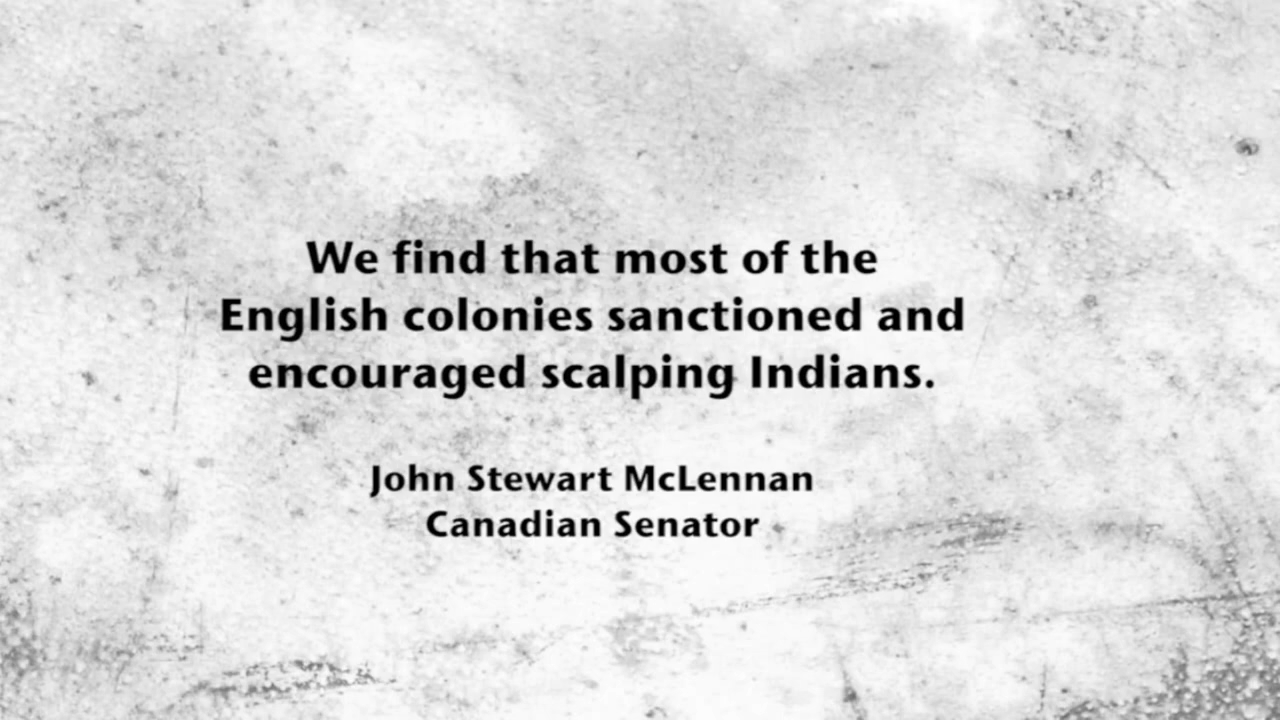 We find that most of the
English colonies sanctioned and
encouraged scalping Indians.
John Stewart McLennan
Canadian Senator